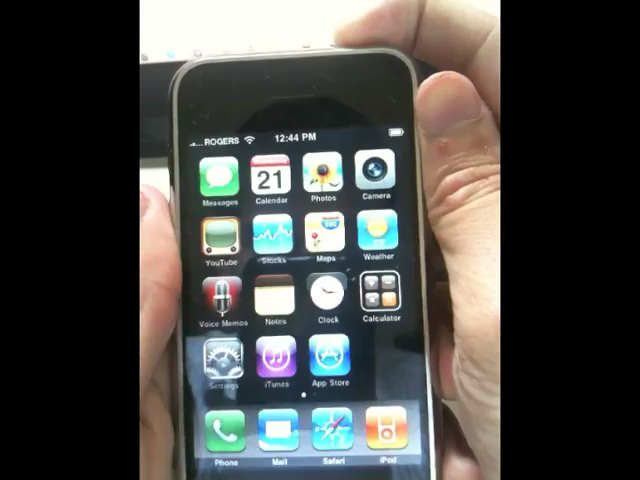 ROGERS 12:44 PM
Messages Calendar Photos Camera
21
YouTube Stocks Maps Weather
280
Voice Memos Notes Clock Calculator
Settings iTunes App Store
Phone Mail Safari iPod